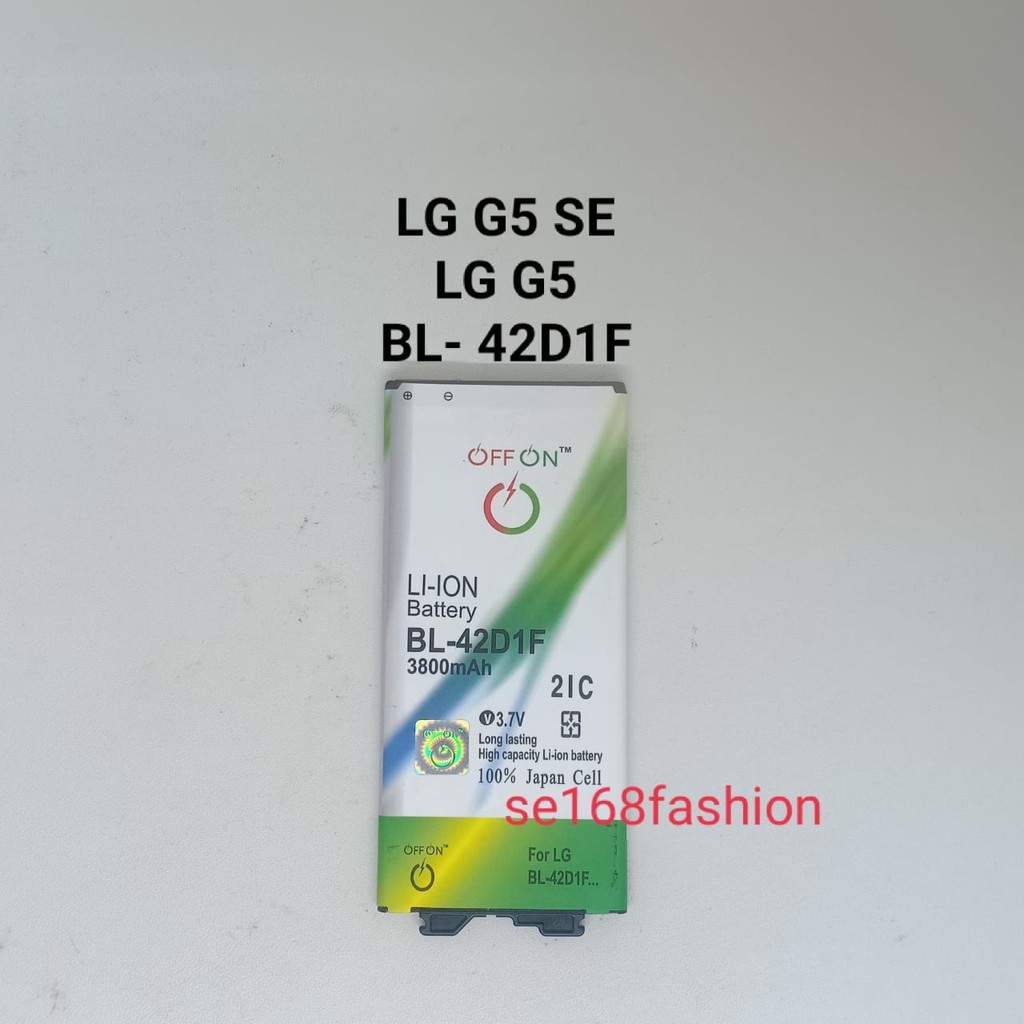 LG G5 SE
LG G5
BL- 42D1F
⊕ ⊖
OFF ON™
LI-ION
Battery
BL-42D1F
3800mAh
2IC
V 3.7V
Long lasting
High capacity Li-ion battery
100% Japan Cell
se168fashion
OFF ON™
For LG
BL-42D1F...